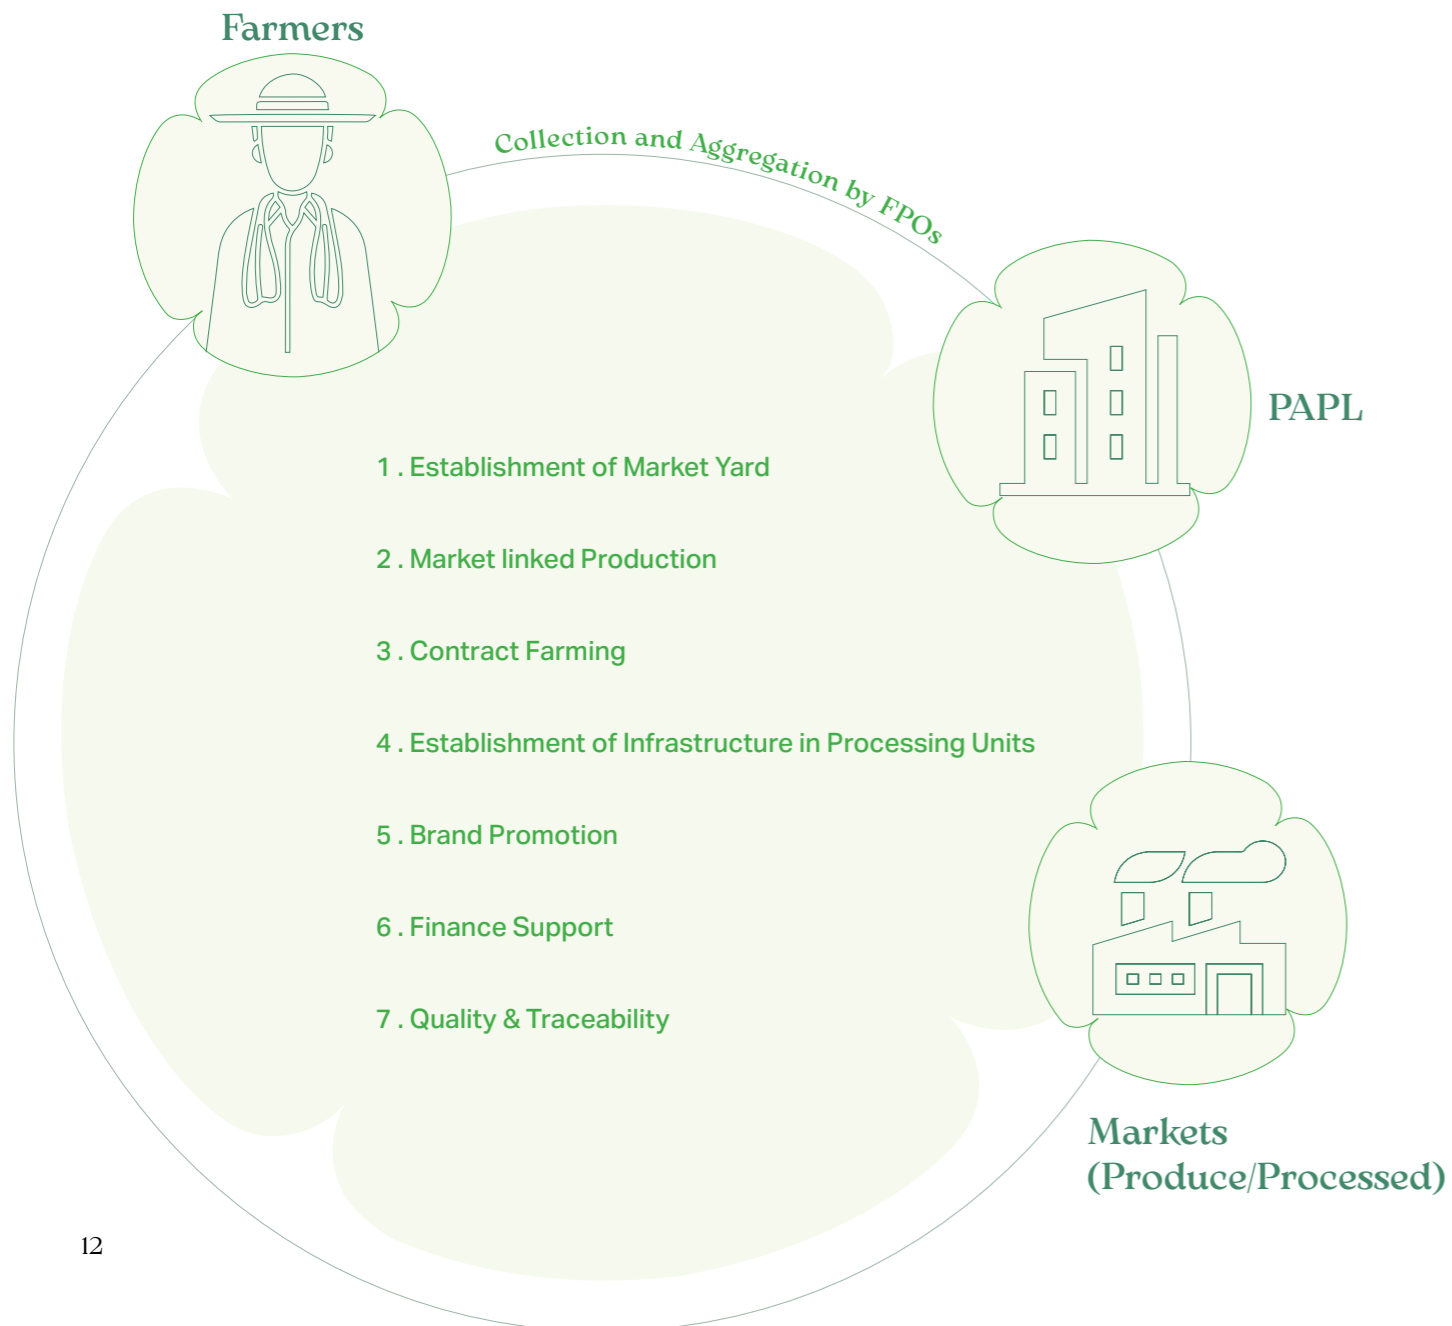 Farmers
Collection and Aggregation by FPOs
PAPL
1 . Establishment of Market Yard
2 . Market linked Production
3 . Contract Farming
4 . Establishment of Infrastructure in Processing Units
5 . Brand Promotion
6 . Finance Support
7 . Quality & Traceability
Markets
(Produce/Processed)
12